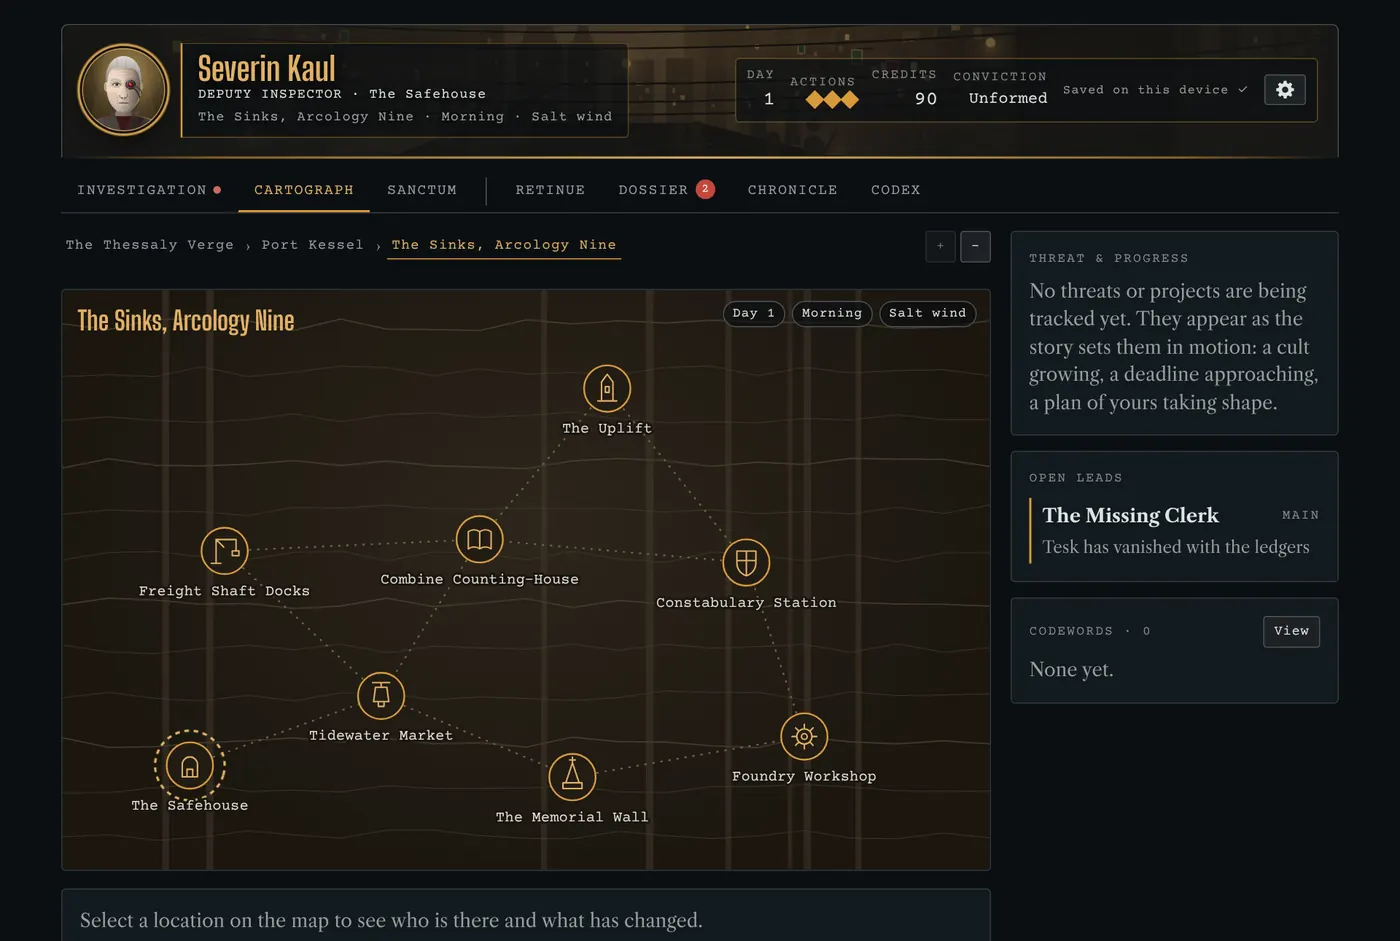 Severin Kaul
DEPUTY INSPECTOR · The Safehouse
The Sinks, Arcology Nine · Morning · Salt wind
DAY
1
ACTIONS
CREDITS
90
CONVICTION
Unformed
Saved on this device ✓
INVESTIGATION
CARTOGRAPH
SANCTUM
RETINUE
DOSSIER 2
CHRONICLE
CODEX
The Thessaly Verge › Port Kessel › The Sinks, Arcology Nine
+ −
The Sinks, Arcology Nine
Day 1
Morning
Salt wind
The Uplift
Combine Counting-House
Freight Shaft Docks
Constabulary Station
Tidewater Market
Foundry Workshop
The Safehouse
The Memorial Wall
Select a location on the map to see who is there and what has changed.
THREAT & PROGRESS
No threats or projects are being
tracked yet. They appear as the
story sets them in motion: a cult
growing, a deadline approaching,
a plan of yours taking shape.
OPEN LEADS
The Missing Clerk
MAIN
Tesk has vanished with the ledgers
CODEWORDS · 0
View
None yet.